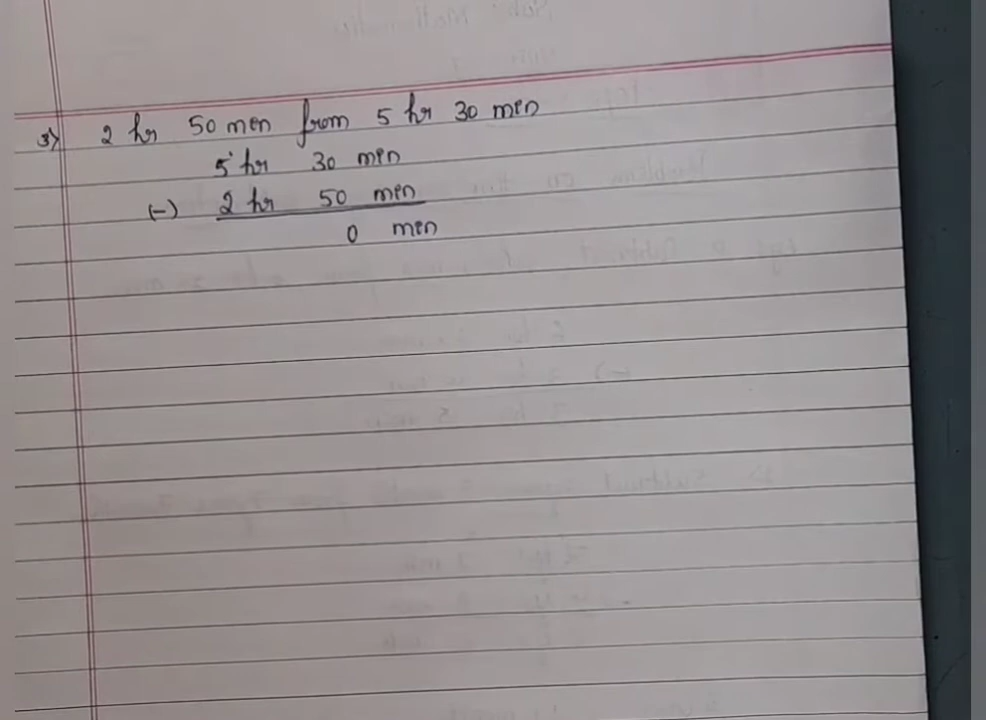 3) 2 hr 50 min from 5 hr 30 min
5 hr 30 min
(-) 2 hr 50 min
0 min